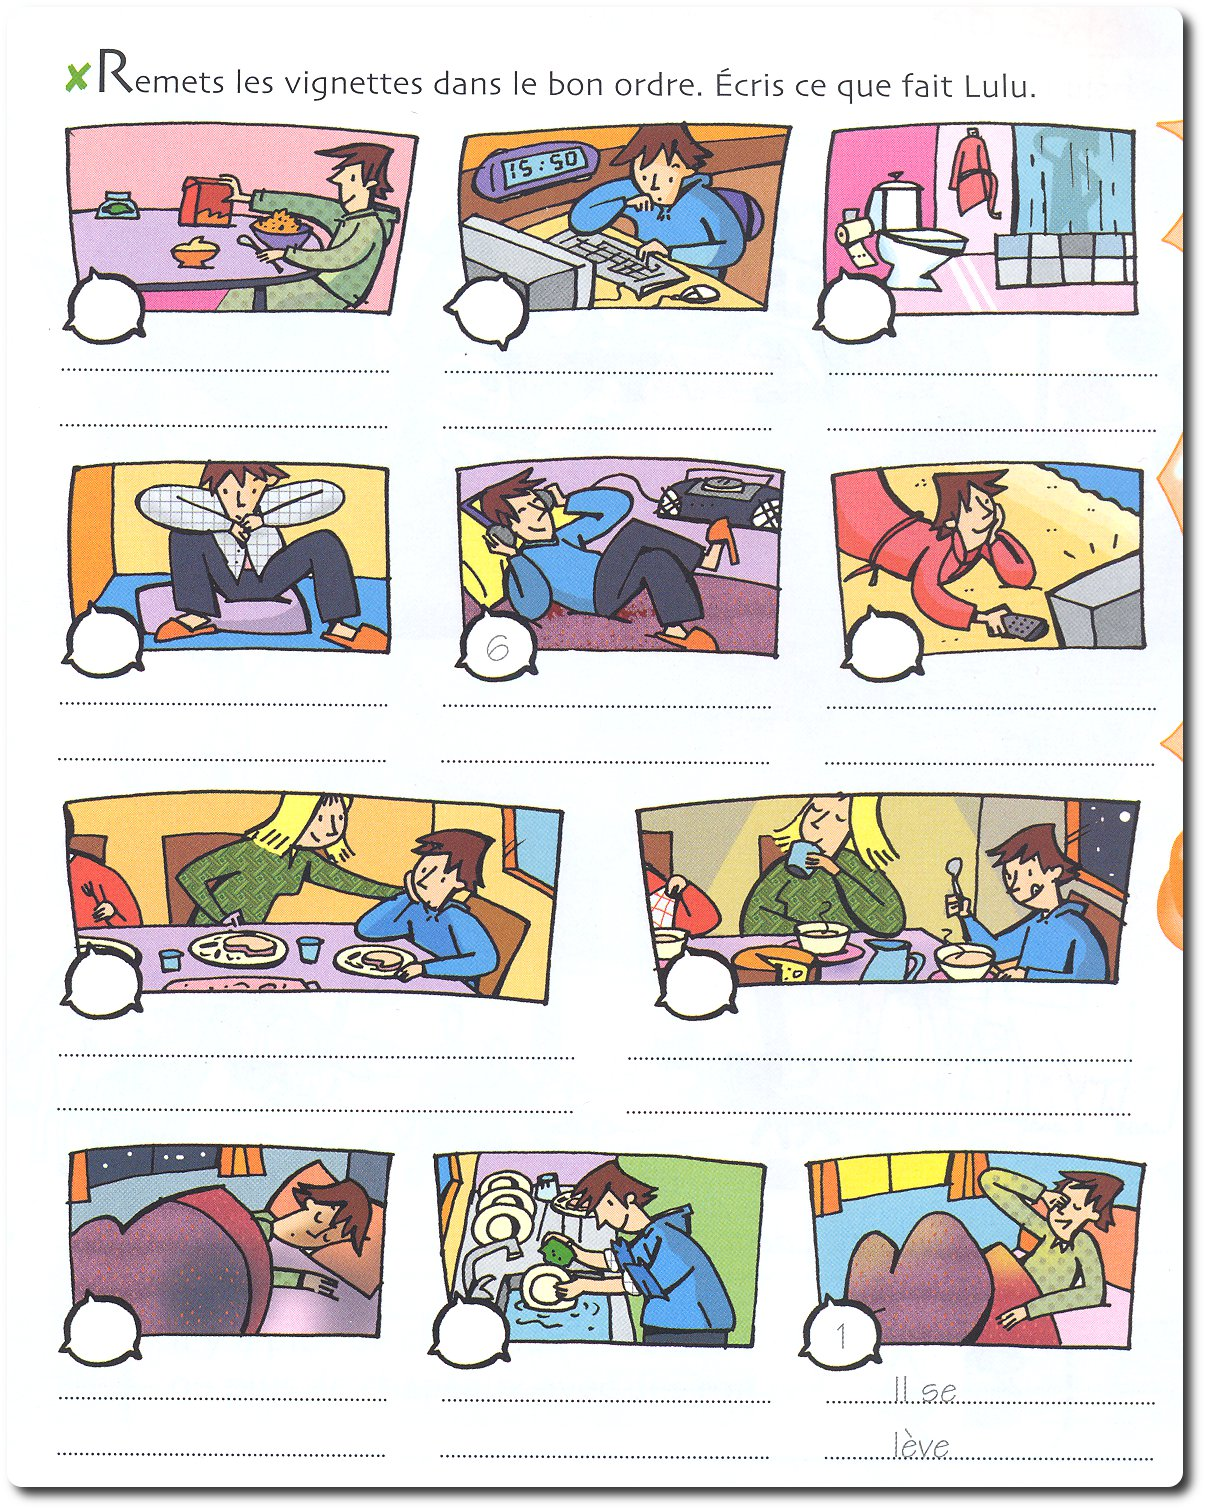 Remets les vignettes dans le bon ordre. Écris ce que fait Lulu.
15:50
6
1
Il se
lève